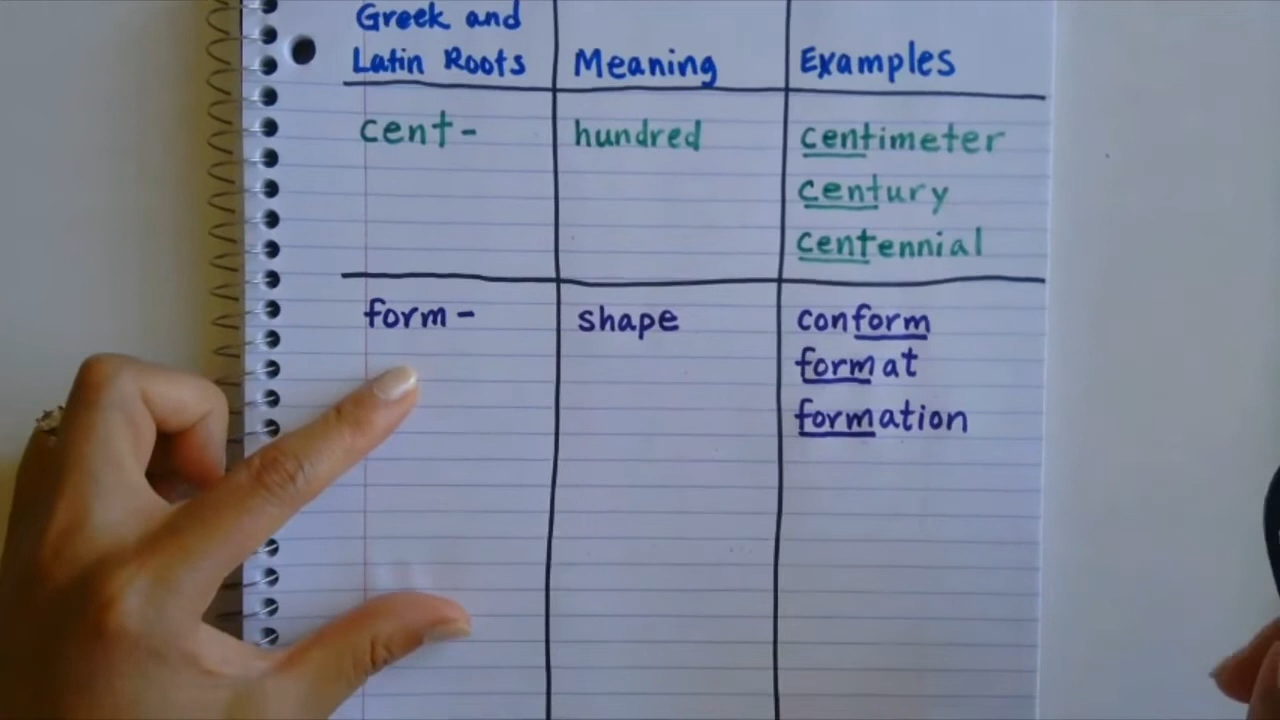 Greek and
Latin Roots Meaning Examples
cent- hundred centimeter
century
centennial
form- shape conform
format
formation